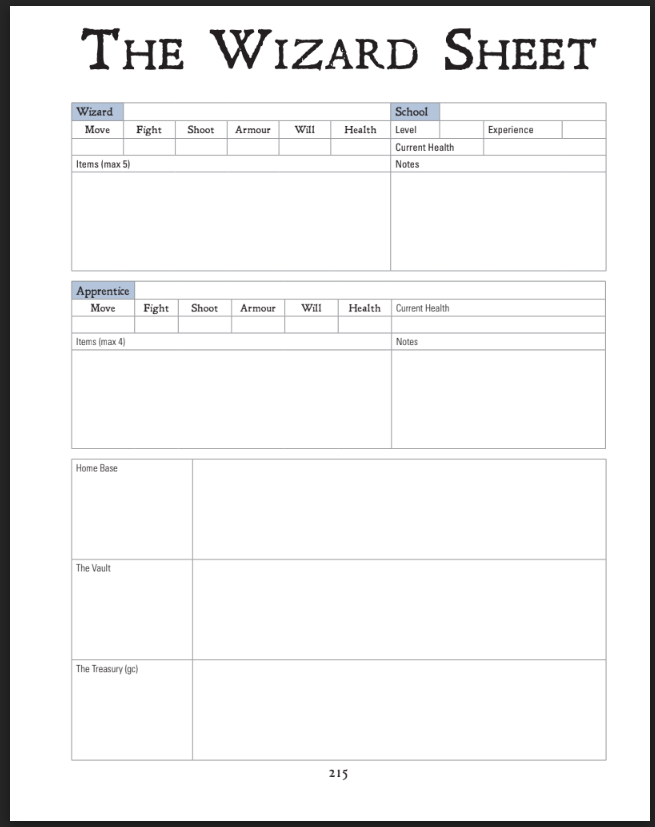 The Wizard Sheet
Wizard School
Move Fight Shoot Armour Will Health Level Experience
Current Health
Items (max 5) Notes
Apprentice
Move Fight Shoot Armour Will Health Current Health
Items (max 4) Notes
Home Base
The Vault
The Treasury (gc)
215